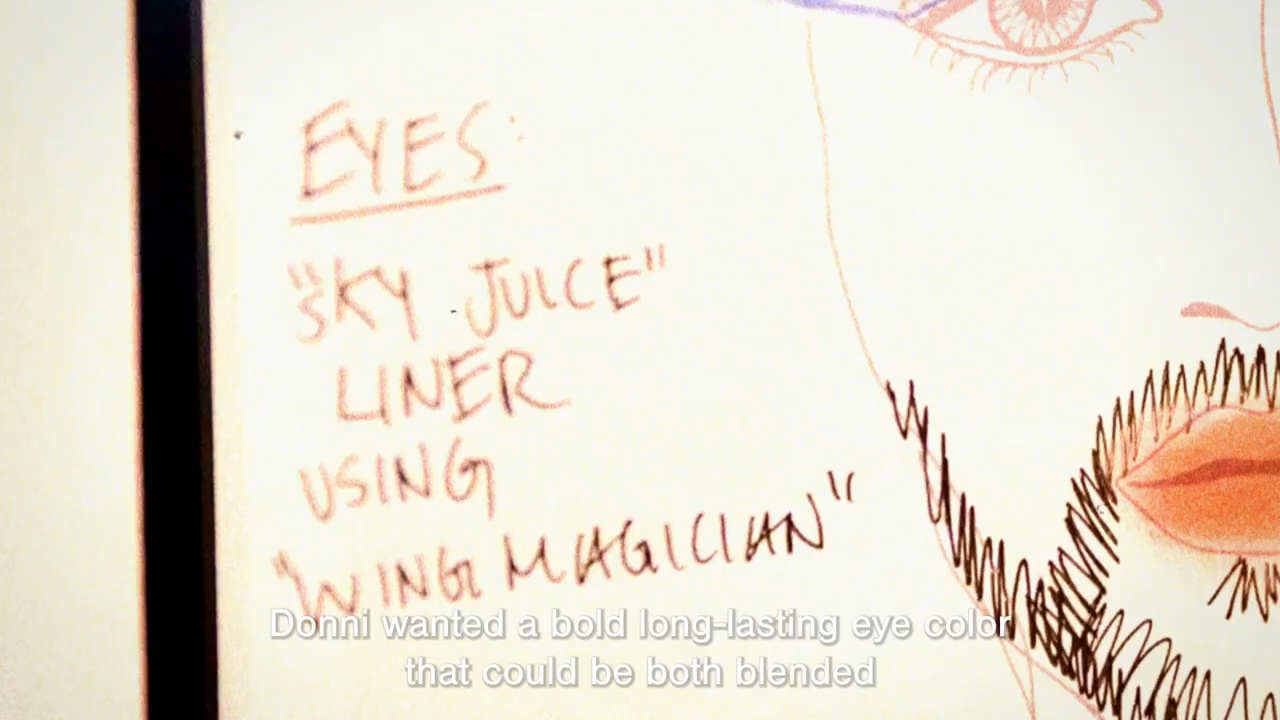 EYES:
"SKY JUICE"
LINER
USING
"WING MAGICIAN"
Donni wanted a bold long-lasting eye color
that could be both blended